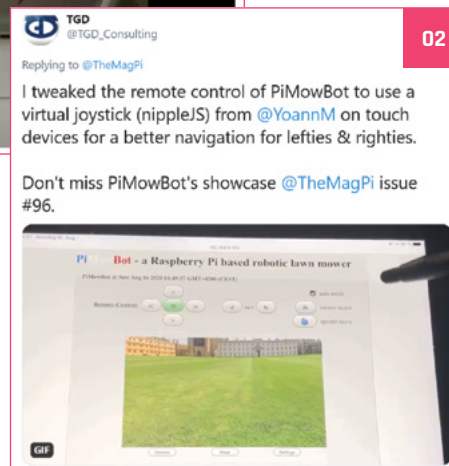 TGD
@TGD_Consulting
02
Replying to @TheMagPi
I tweaked the remote control of PiMowBot to use a
virtual joystick (nippleJS) from @YoannM on touch
devices for a better navigation for lefties & righties.
Don't miss PiMowBot's showcase @TheMagPi issue
#96.
Bot - a Raspberry Pi based robotic lawn mower
Remote-Control:
GIF